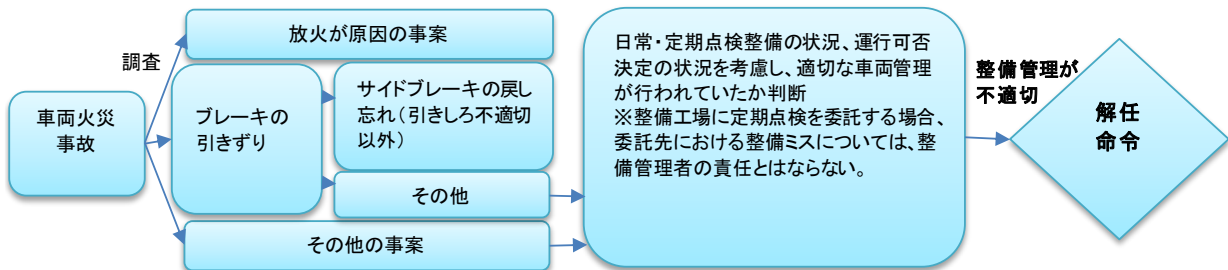 車両火災
事故
調査
放火が原因の事案
ブレーキの
引きずり
サイドブレーキの戻し
忘れ（引きしろ不適切
以外）
その他
その他の事案
日常・定期点検整備の状況、運行可否
決定の状況を考慮し、適切な車両管理
が行われていたか判断
※整備工場に定期点検を委託する場合、
委託先における整備ミスについては、整
備管理者の責任とはならない。
整備管理が
不適切
解任
命令